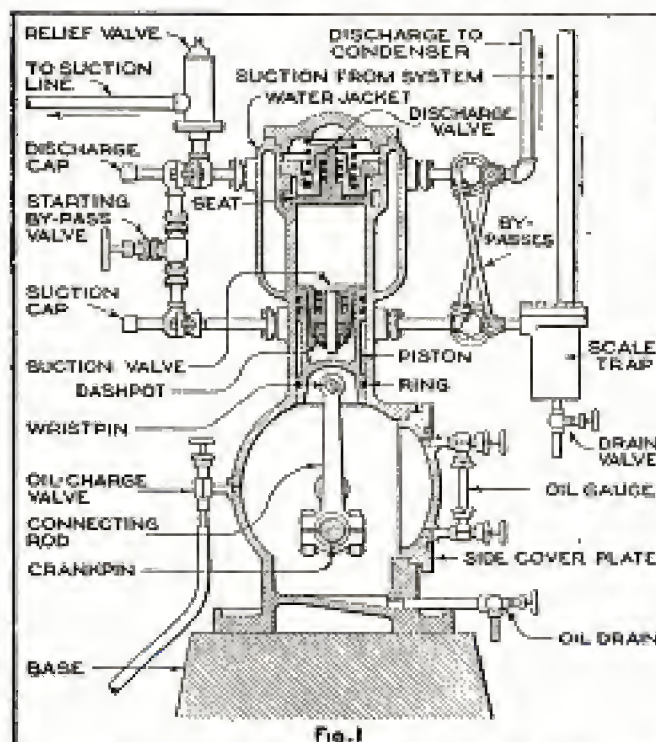 RELIEF VALVE
TO SUCTION
LINE
DISCHARGE
CAP
STARTING
BY-PASS
VALVE
SUCTION
CAP
SUCTION VALVE
DASHPOT
WRISTPIN
OIL-CHARGE
VALVE
CONNECTING
ROD
CRANKPIN
BASE
DISCHARGE TO
CONDENSER
SUCTION FROM SYSTEM
WATER JACKET
DISCHARGE
VALVE
SEAT
BY-
PASSES
PISTON
RING
SCALE
TRAP
DRAIN
VALVE
OIL GAUGE
SIDE COVER PLATE
OIL DRAIN
Fig.1